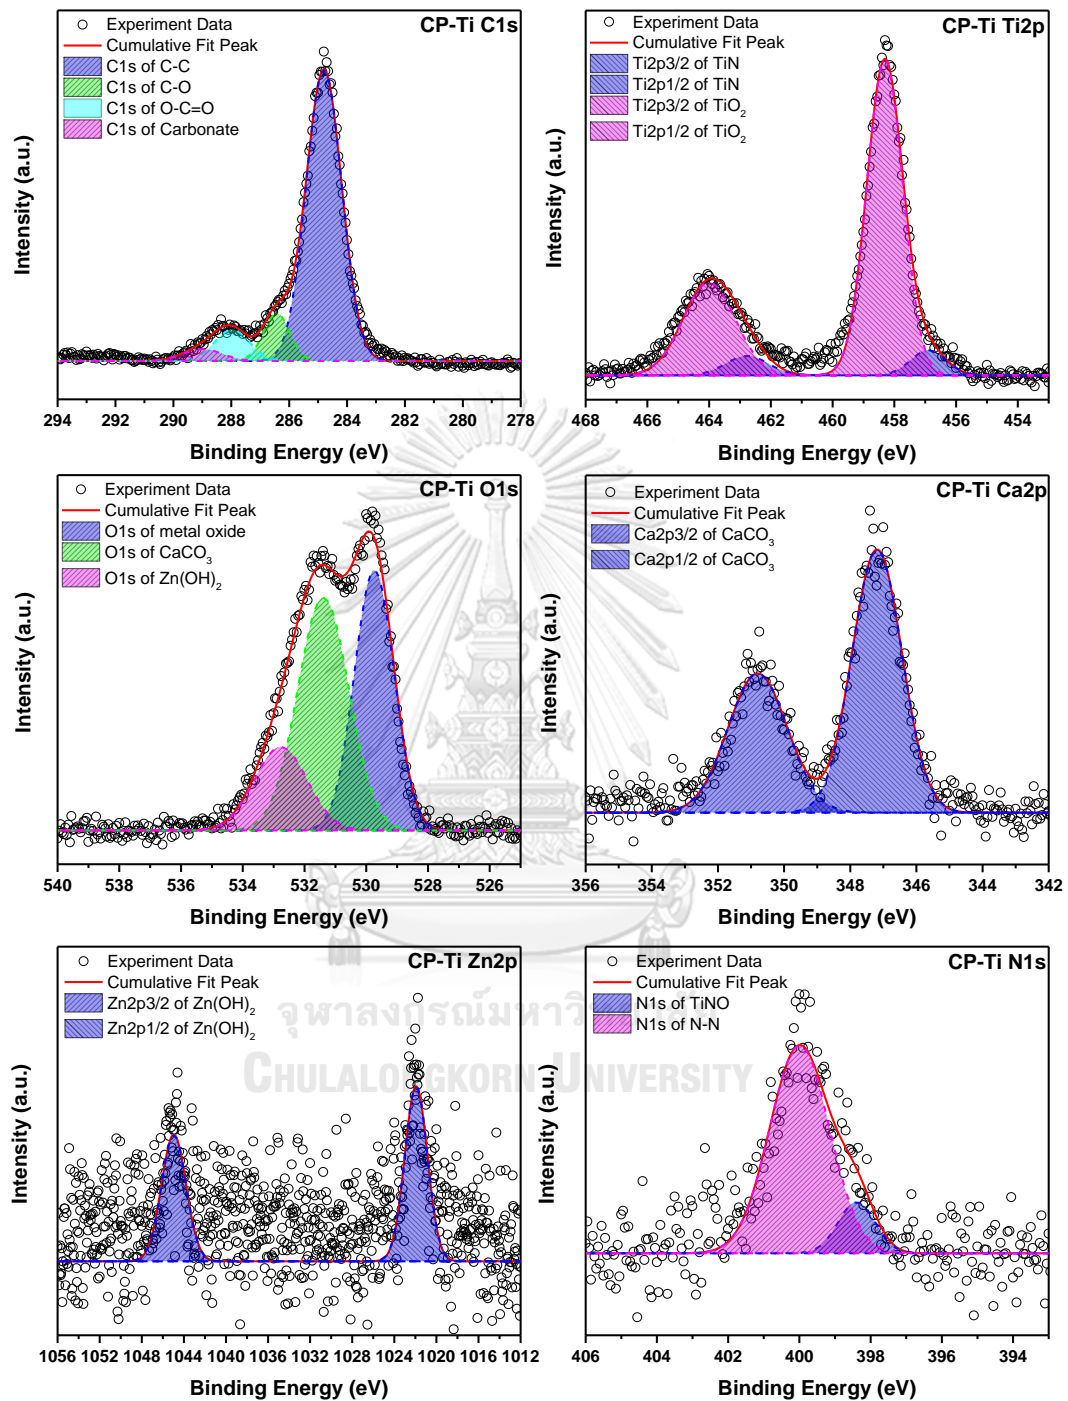 CP-Ti C1s
Experiment Data
Cumulative Fit Peak
C1s of C-C
C1s of C-O
C1s of O-C=O
C1s of Carbonate
Intensity (a.u.)
294 292 290 288 286 284 282 280 278
Binding Energy (eV)
CP-Ti Ti2p
Experiment Data
Cumulative Fit Peak
Ti2p3/2 of TiN
Ti2p1/2 of TiN
Ti2p3/2 of TiO2
Ti2p1/2 of TiO2
Intensity (a.u.)
468 466 464 462 460 458 456 454
Binding Energy (eV)
CP-Ti O1s
Experiment Data
Cumulative Fit Peak
O1s of metal oxide
O1s of CaCO3
O1s of Zn(OH)2
Intensity (a.u.)
540 538 536 534 532 530 528 526
Binding Energy (eV)
CP-Ti Ca2p
Experiment Data
Cumulative Fit Peak
Ca2p3/2 of CaCO3
Ca2p1/2 of CaCO3
Intensity (a.u.)
356 354 352 350 348 346 344 342
Binding Energy (eV)
CP-Ti Zn2p
Experiment Data
Cumulative Fit Peak
Zn2p3/2 of Zn(OH)2
Zn2p1/2 of Zn(OH)2
Intensity (a.u.)
1056 1052 1048 1044 1040 1036 1032 1028 1024 1020 1016 1012
Binding Energy (eV)
CP-Ti N1s
Experiment Data
Cumulative Fit Peak
N1s of TiNO
N1s of N-N
Intensity (a.u.)
406 404 402 400 398 396 394
Binding Energy (eV)
จุฬาลงกรณ์มหาวิทยาลัย
CHULALONGKORN UNIVERSITY